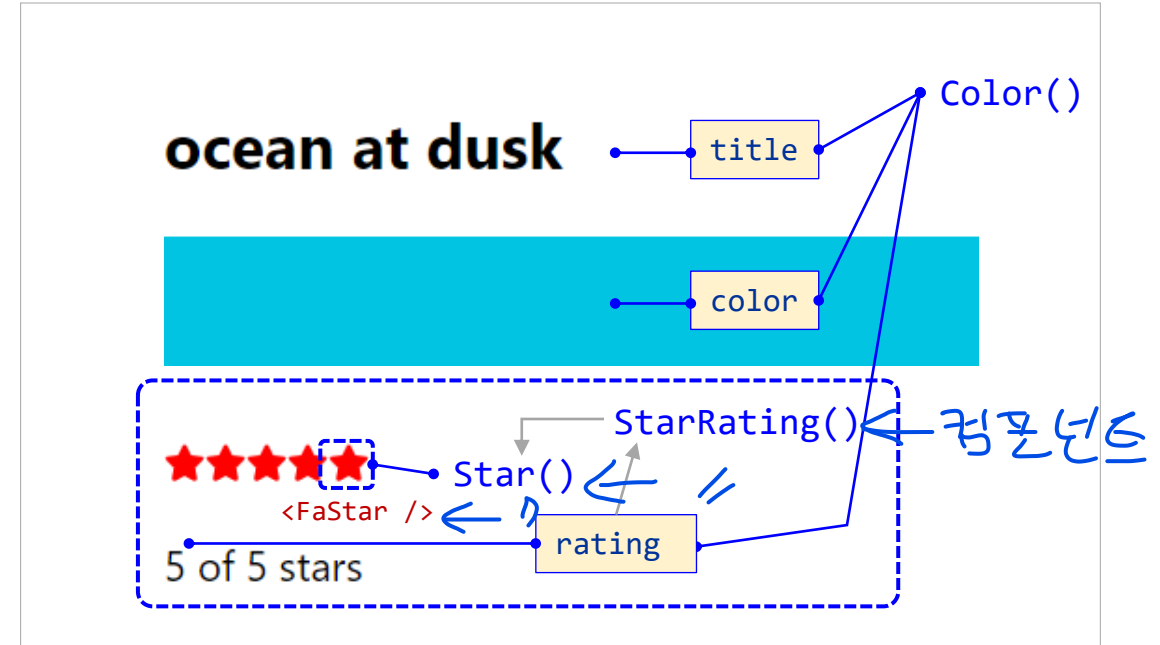 Color()
ocean at dusk
title
color
StarRating()
컴포넌트
Star()
〃
<FaStar />
〃
rating
5 of 5 stars